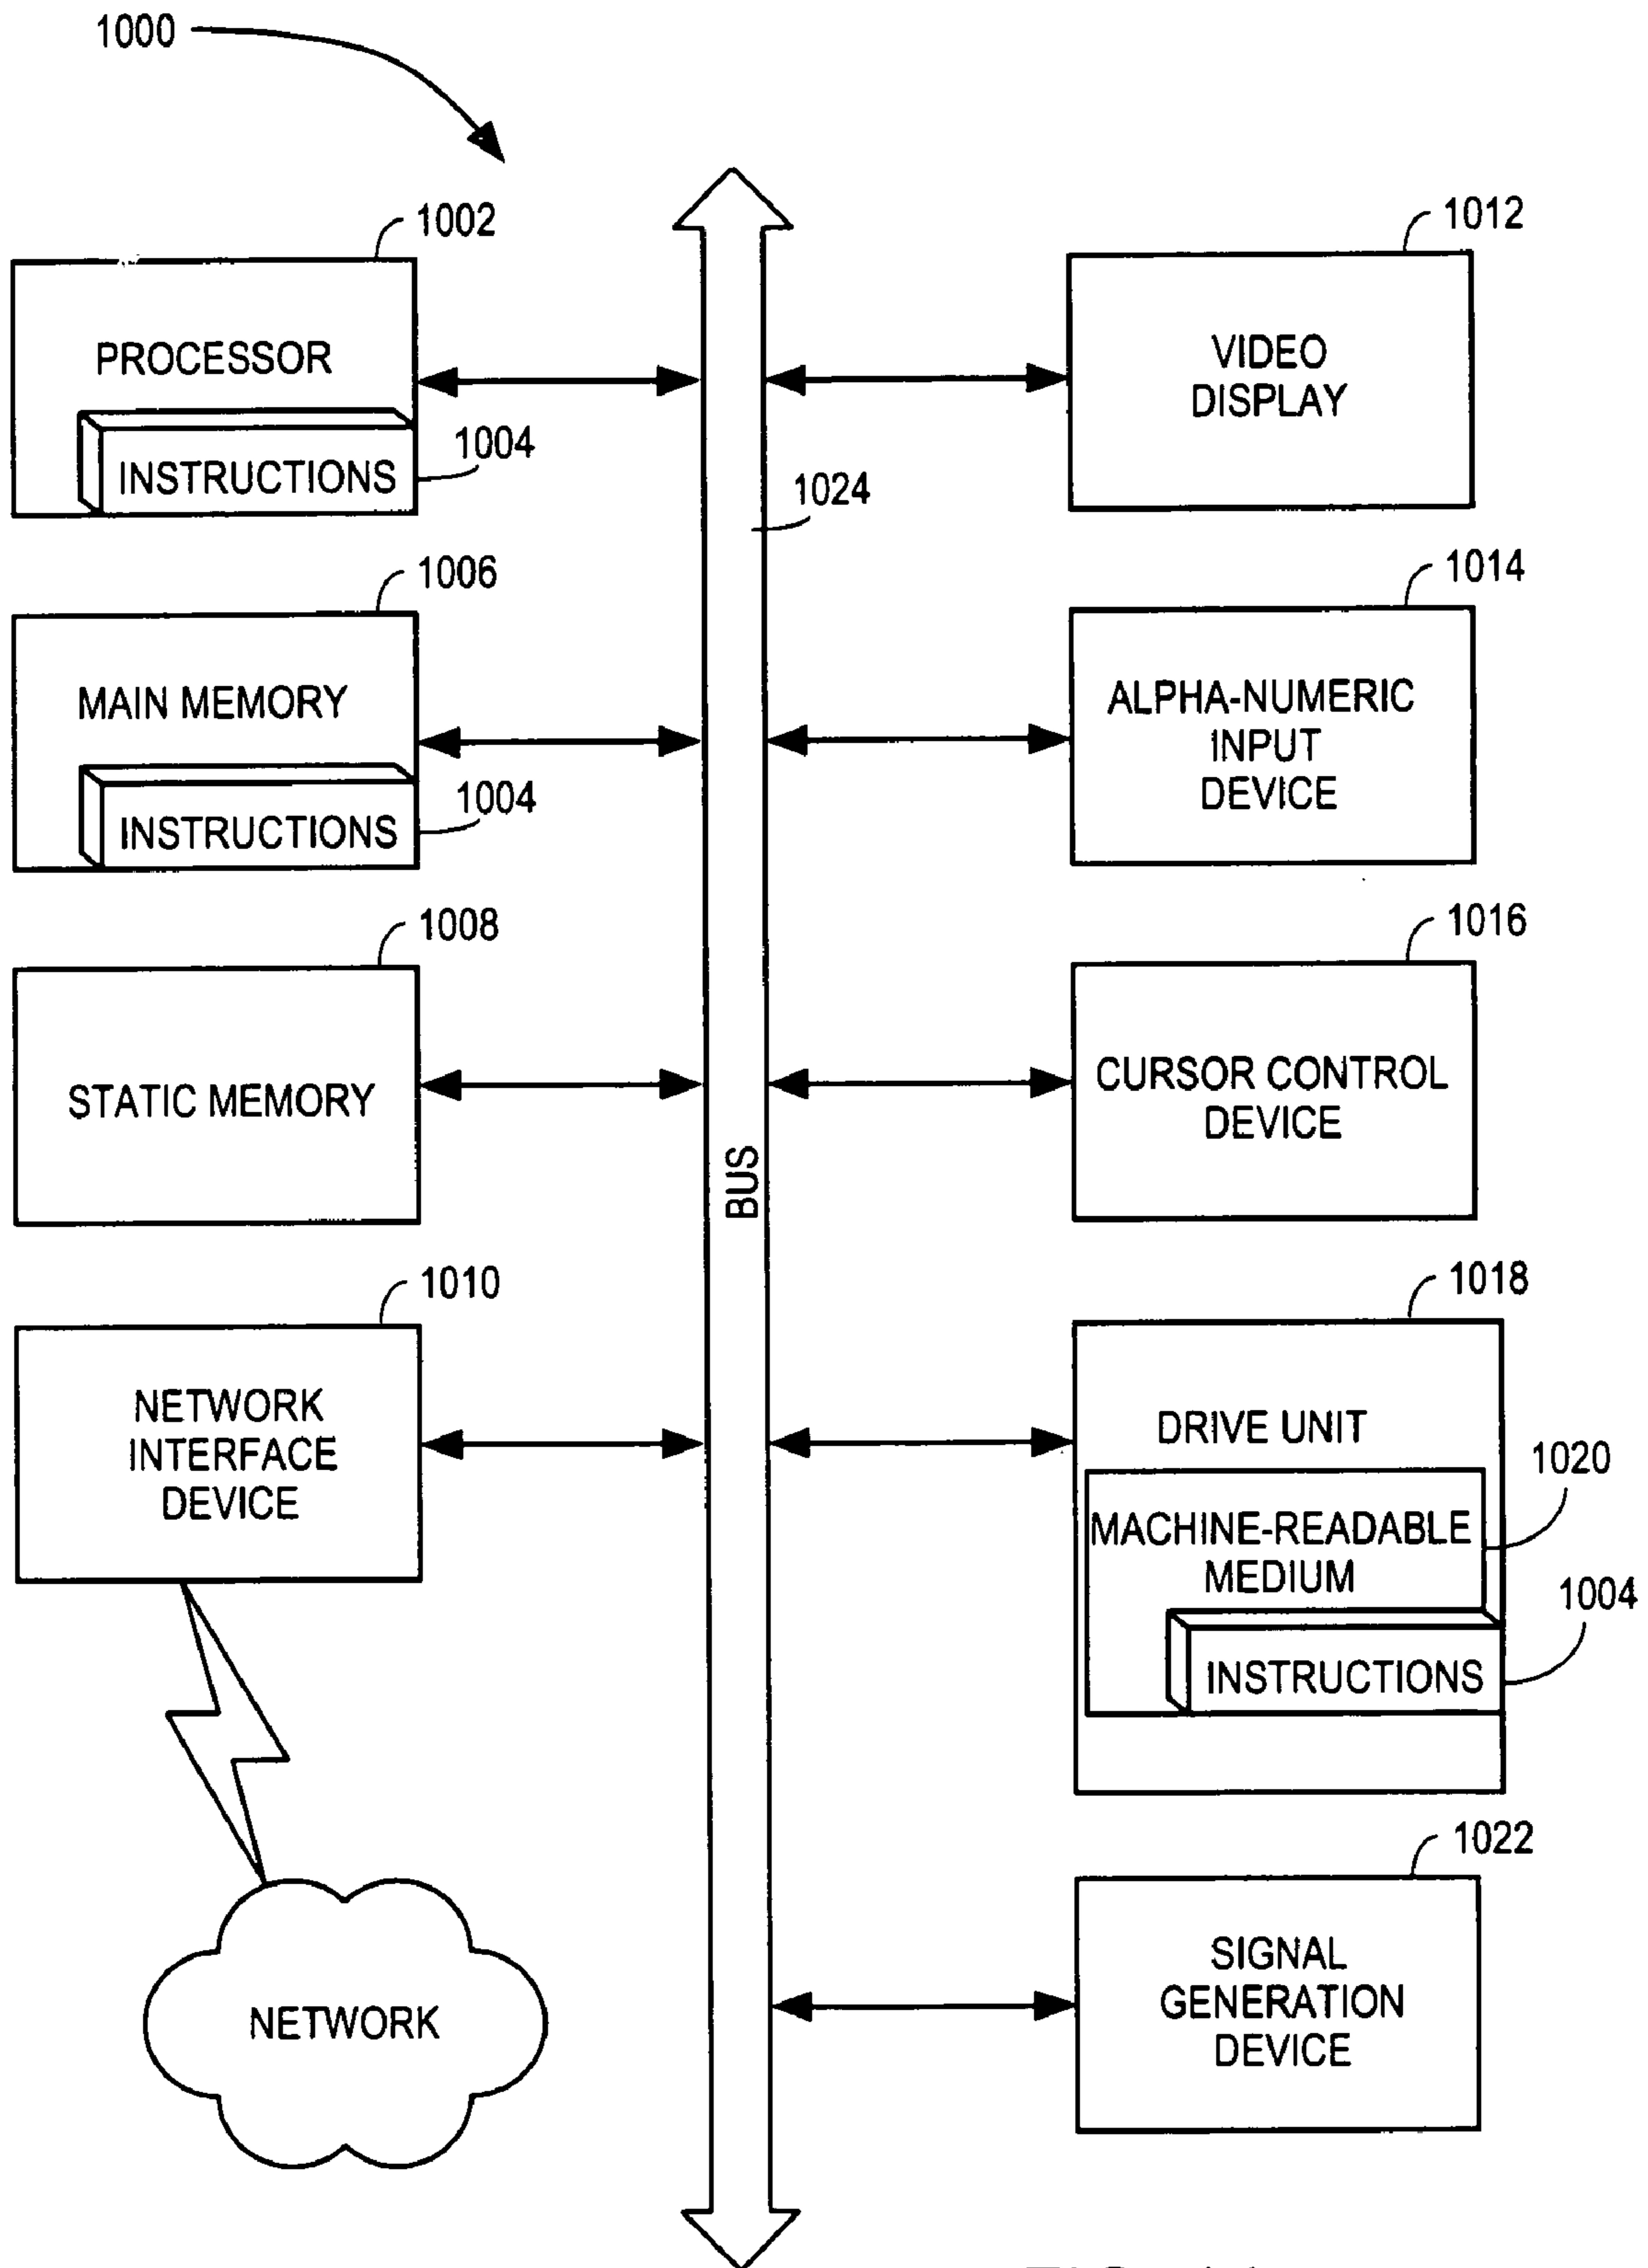 1000
1002
PROCESSOR
INSTRUCTIONS
1004
1006
MAIN MEMORY
INSTRUCTIONS
1004
1008
STATIC MEMORY
1010
NETWORK
INTERFACE
DEVICE
NETWORK
BUS
1024
1012
VIDEO
DISPLAY
1014
ALPHA-NUMERIC
INPUT
DEVICE
1016
CURSOR CONTROL
DEVICE
1018
DRIVE UNIT
1020
MACHINE-READABLE
MEDIUM
1004
INSTRUCTIONS
1022
SIGNAL
GENERATION
DEVICE